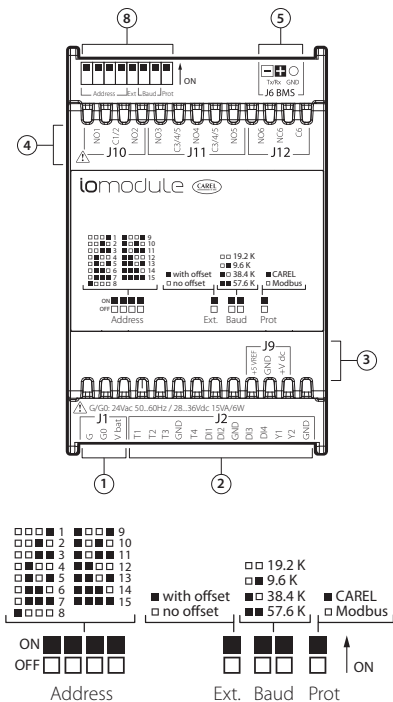 8
5
ON
Address Ext Baud Prot
Tx/Rx GND
J6 BMS
4
NO1 C1/2 NO2 NO3 C3/4/5 NO4 C3/4/5 NO5 NO6 NC6 C6
J10 J11 J12
iomodule CAREL
1 9
2 10
3 11
4 12
5 13
6 14
7 15
8
with offset
no offset
19.2 K
9.6 K
38.4 K
57.6 K
CAREL
Modbus
ON
OFF
Address Ext. Baud Prot
J9
+5 VREF GND +V dc
3
G/G0: 24Vac 50..60Hz / 28...36Vdc 15VA/6W
J1 J2
G G0 V bat T1 T2 T3 GND T4 DI1 DI2 GND DI3 DI4 Y1 Y2 GND
1 2
1 9
2 10
3 11
4 12
5 13
6 14
7 15
8
with offset
no offset
19.2 K
9.6 K
38.4 K
57.6 K
CAREL
Modbus
ON
OFF
ON
Address Ext. Baud Prot